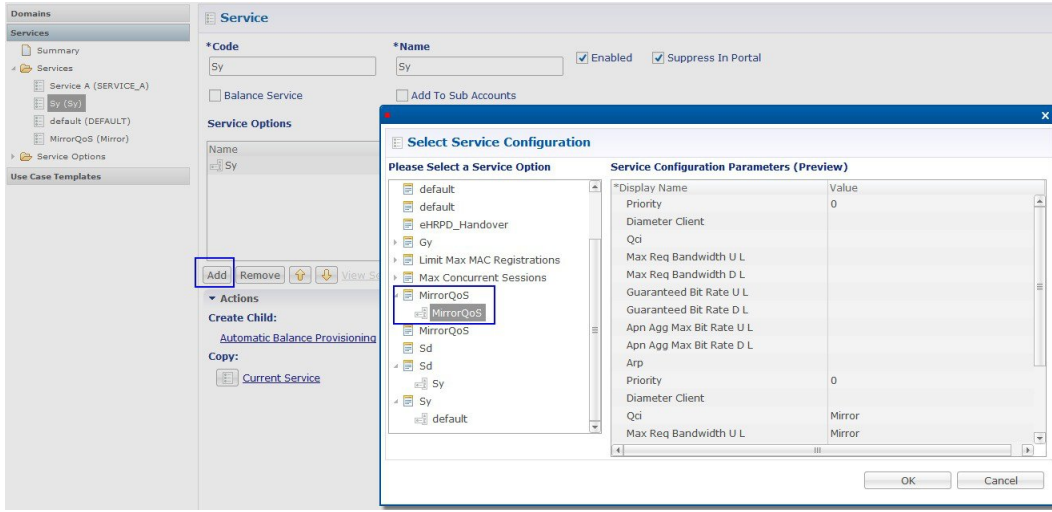 Domains
Services
Summary
Services
Service A (SERVICE_A)
Sy (Sy)
default (DEFAULT)
MirrorQoS (Mirror)
Service Options
Use Case Templates
Service
*Code
*Name
Sy
Sy
Enabled
Suppress In Portal
Balance Service
Add To Sub Accounts
Service Options
Name
Sy
Add
Remove
View Se
Actions
Create Child:
Automatic Balance Provisioning
Copy:
Current Service
x
Select Service Configuration
Please Select a Service Option
default
default
eHRPD_Handover
Gy
Limit Max MAC Registrations
Max Concurrent Sessions
MirrorQoS
MirrorQoS
MirrorQoS
Sd
Sd
Sy
Sy
default
Service Configuration Parameters (Preview)
*Display Name Value
Priority 0
Diameter Client
Qci
Max Req Bandwidth U L
Max Req Bandwidth D L
Guaranteed Bit Rate U L
Guaranteed Bit Rate D L
Apn Agg Max Bit Rate U L
Apn Agg Max Bit Rate D L
Arp
Priority 0
Diameter Client
Qci Mirror
Max Req Bandwidth U L Mirror
OK
Cancel